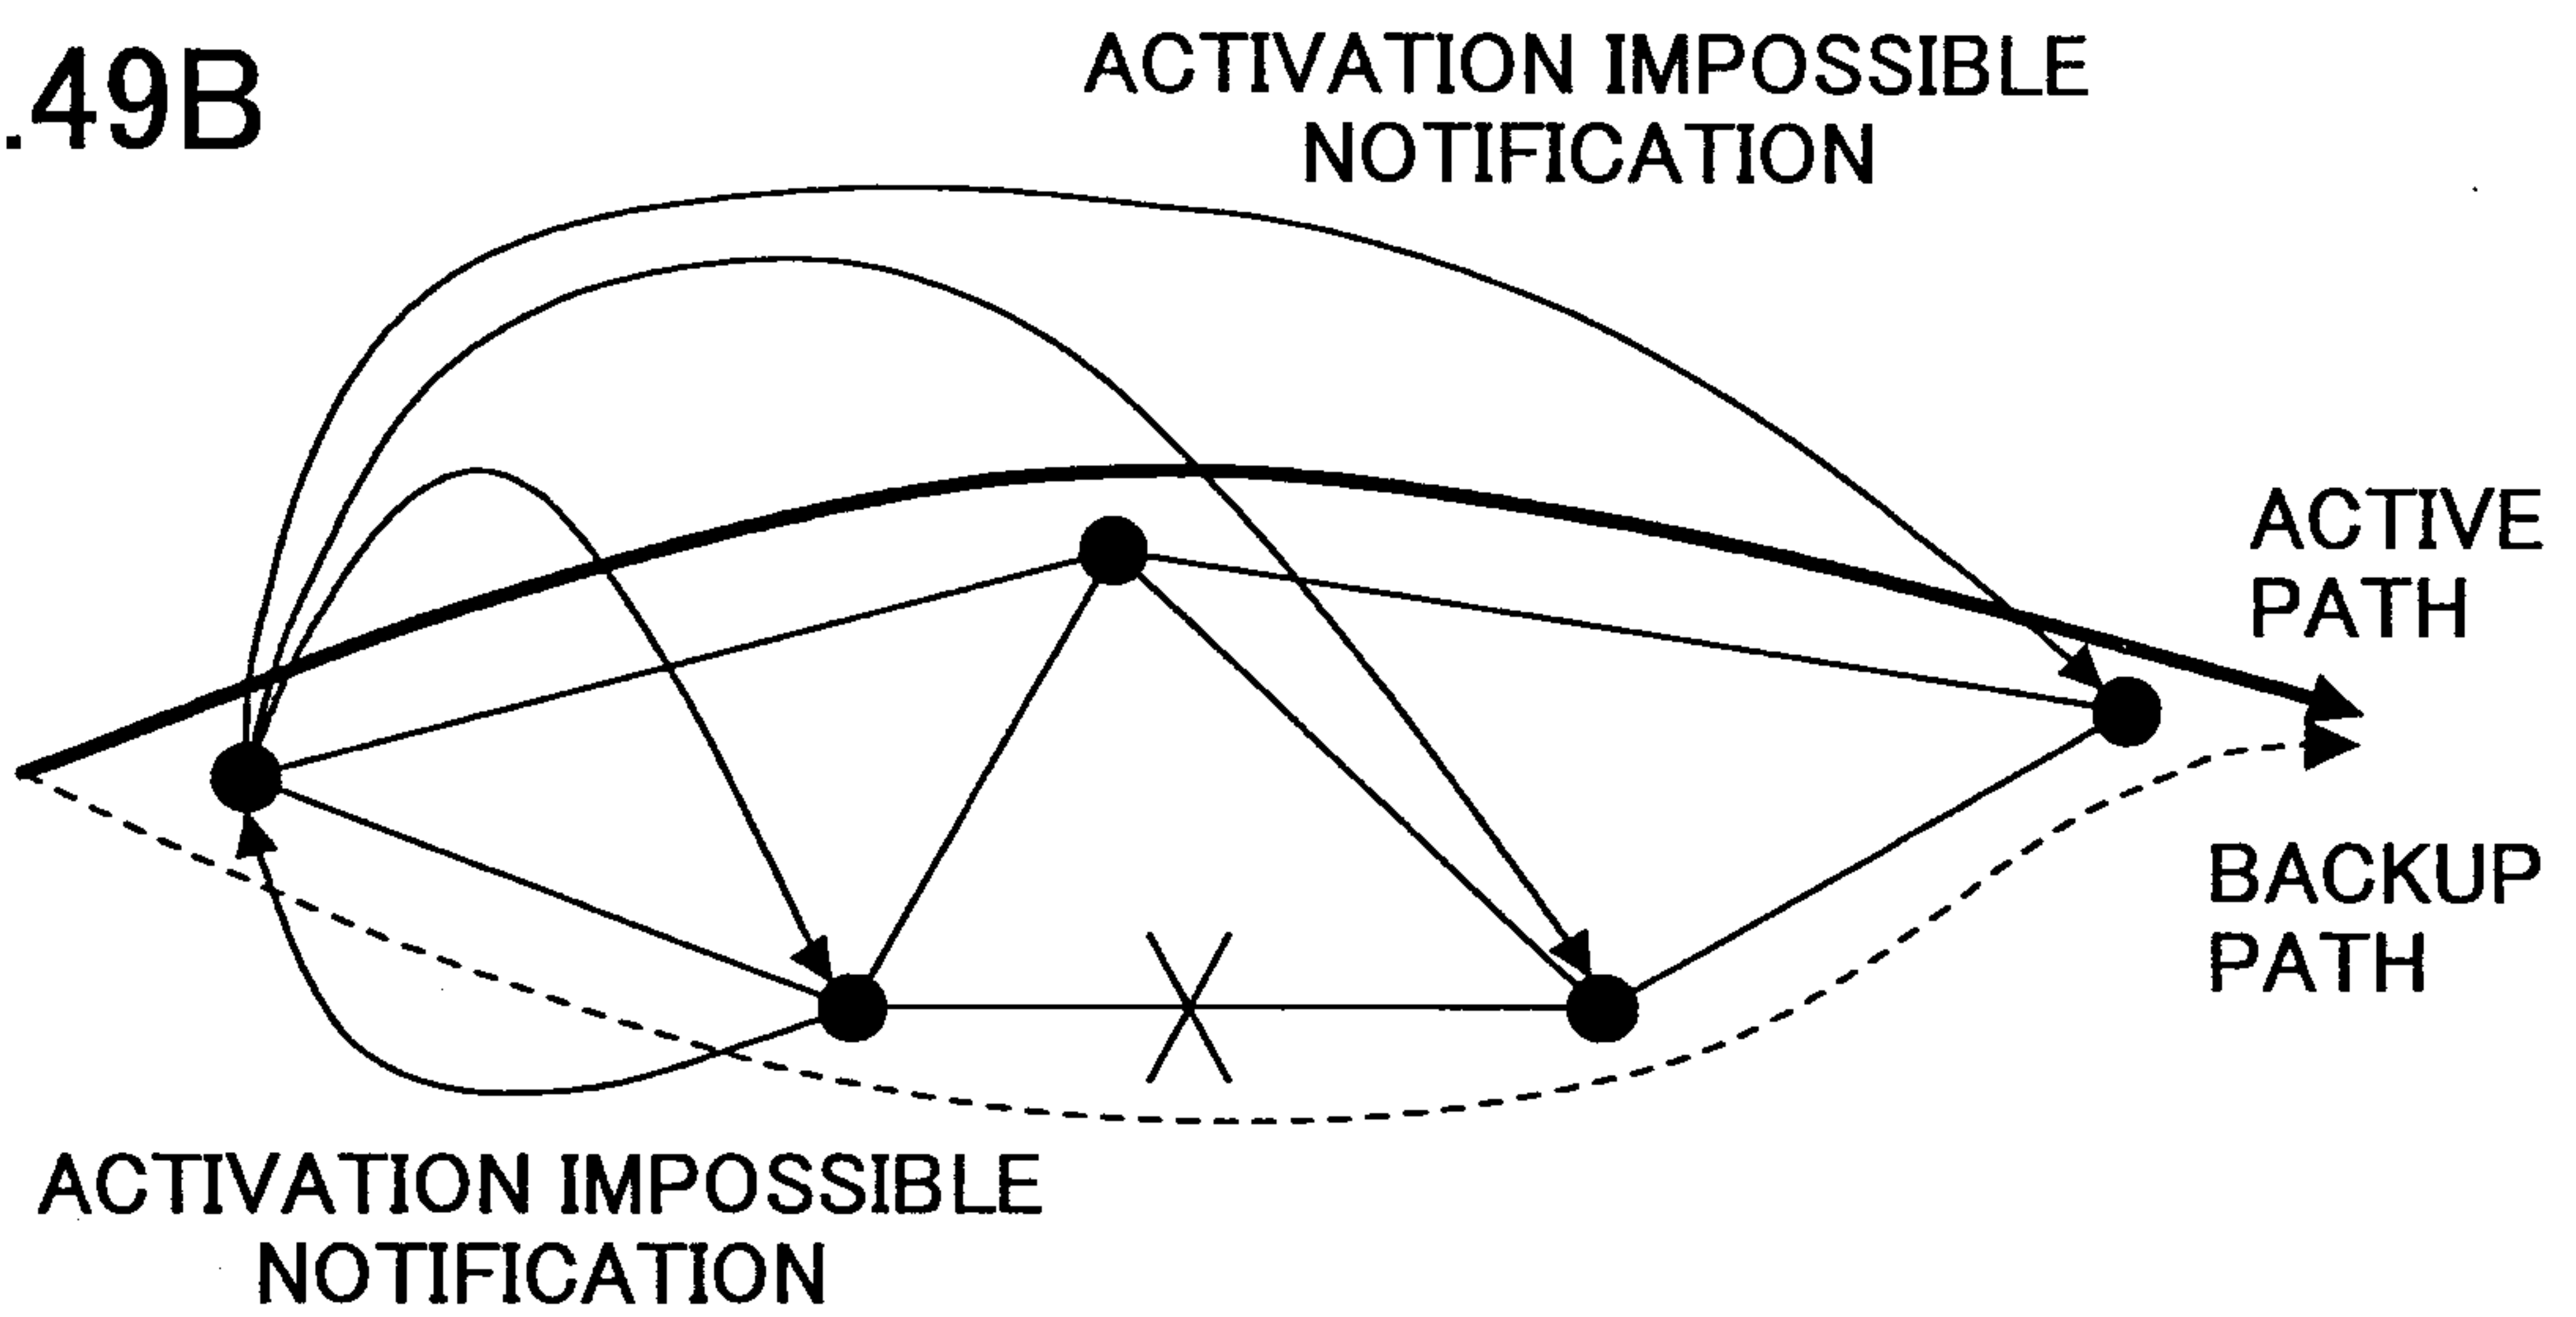 .49B
ACTIVATION IMPOSSIBLE
NOTIFICATION
ACTIVE
PATH
BACKUP
PATH
ACTIVATION IMPOSSIBLE
NOTIFICATION